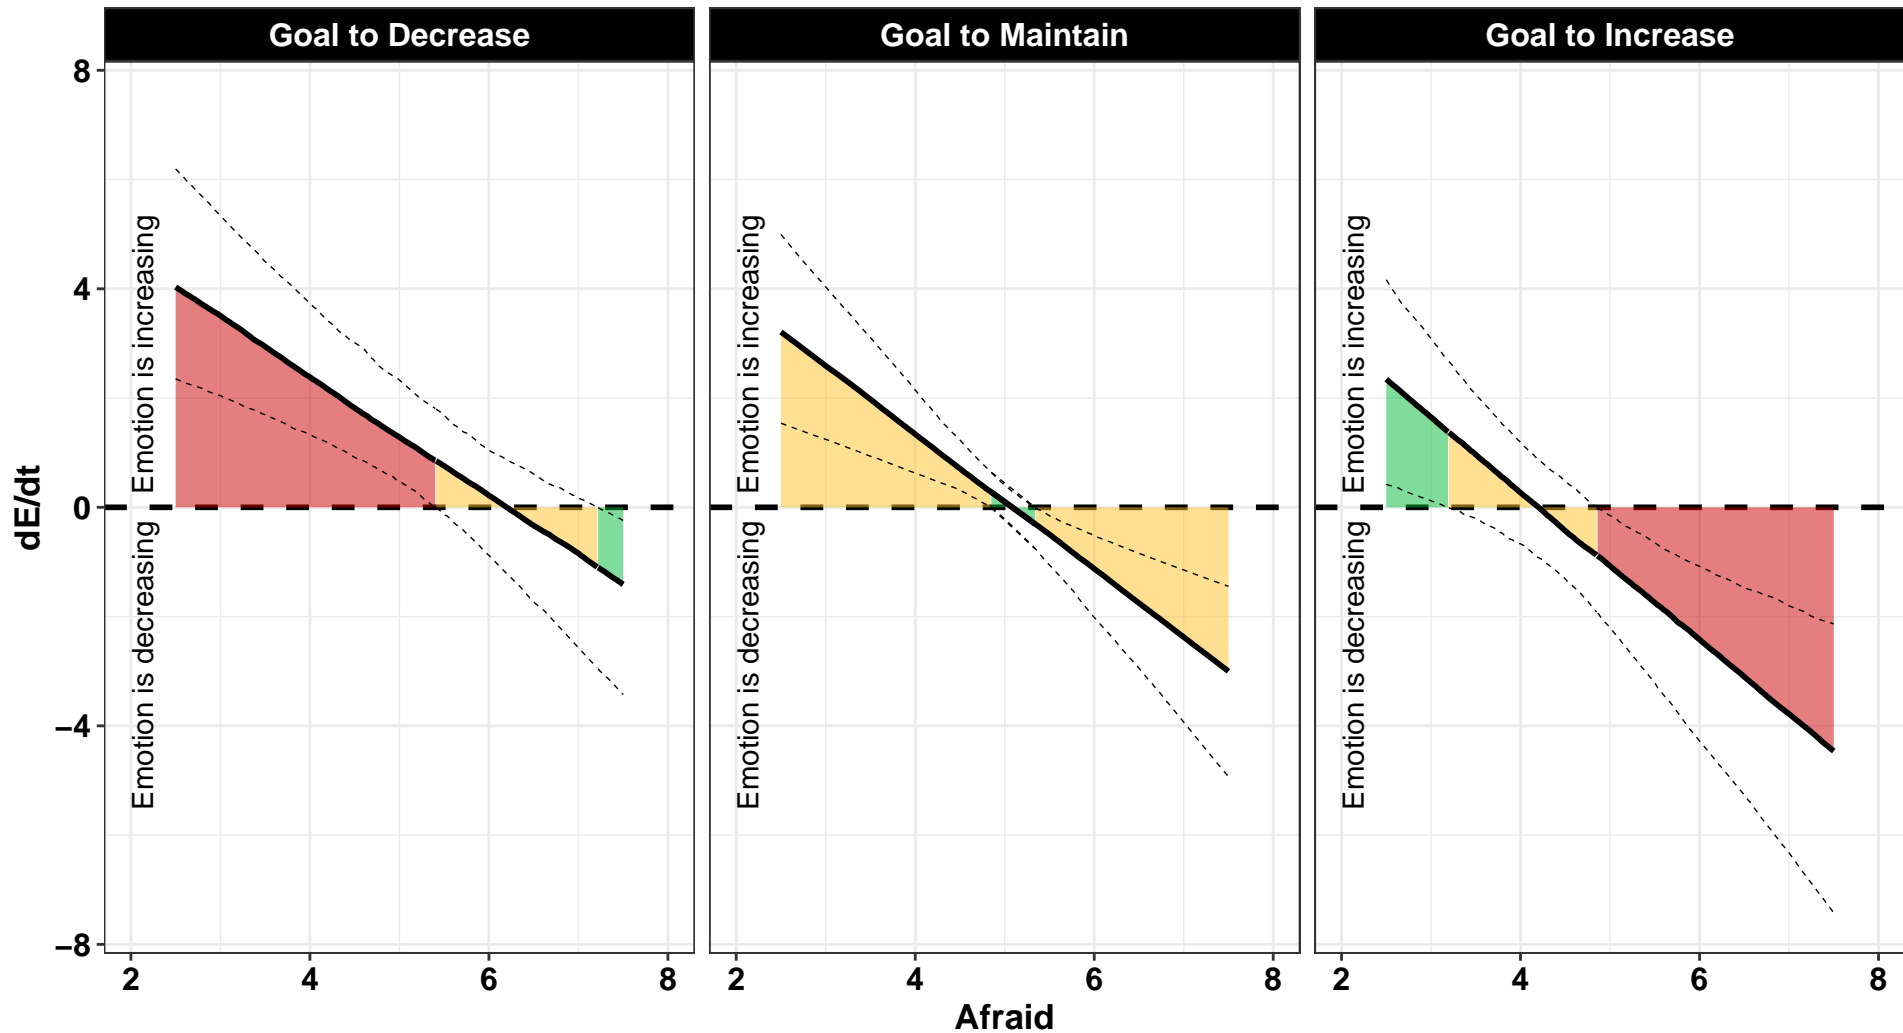 Goal to Decrease
Goal to Maintain
Goal to Increase
dE/dt
8
4
0
−4
−8
Emotion is increasing
Emotion is decreasing
Emotion is increasing
Emotion is decreasing
Emotion is increasing
Emotion is decreasing
2 4 6 8
2 4 6 8
2 4 6 8
Afraid